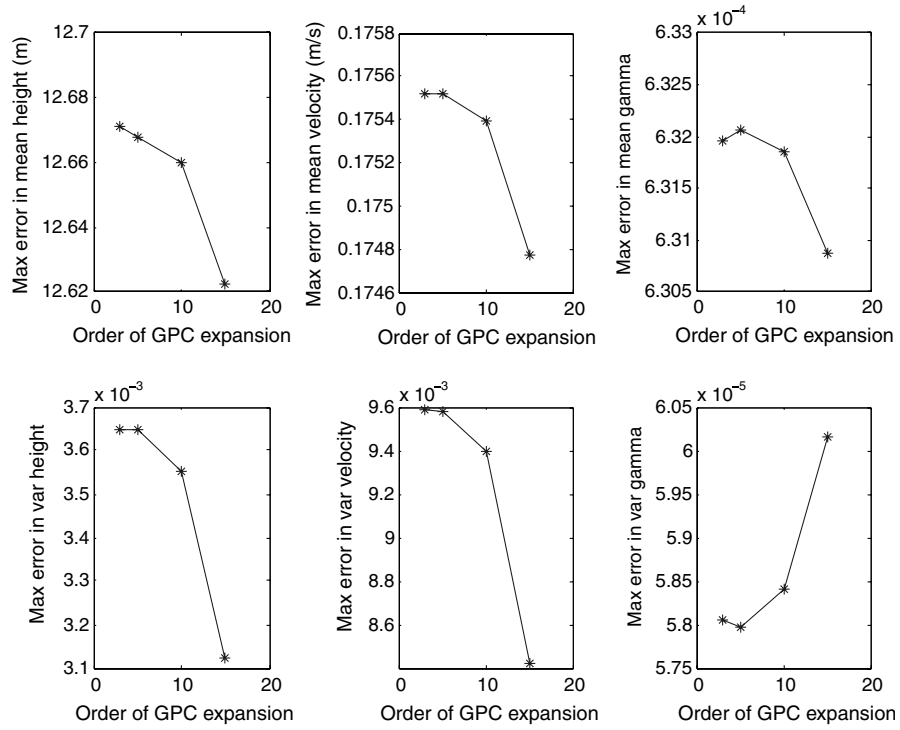 Max error in mean height (m)
12.7
12.68
12.66
12.64
12.62
0 10 20
Order of GPC expansion
Max error in mean velocity (m/s)
0.1758
0.1756
0.1754
0.1752
0.175
0.1748
0.1746
0 10 20
Order of GPC expansion
x 10⁻⁴
Max error in mean gamma
6.33
6.325
6.32
6.315
6.31
6.305
0 10 20
Order of GPC expansion
x 10⁻³
Max error in var height
3.7
3.6
3.5
3.4
3.3
3.2
3.1
0 10 20
Order of GPC expansion
x 10⁻³
Max error in var velocity
9.6
9.4
9.2
9
8.8
8.6
0 10 20
Order of GPC expansion
x 10⁻⁵
Max error in var gamma
6.05
6
5.95
5.9
5.85
5.8
5.75
0 10 20
Order of GPC expansion